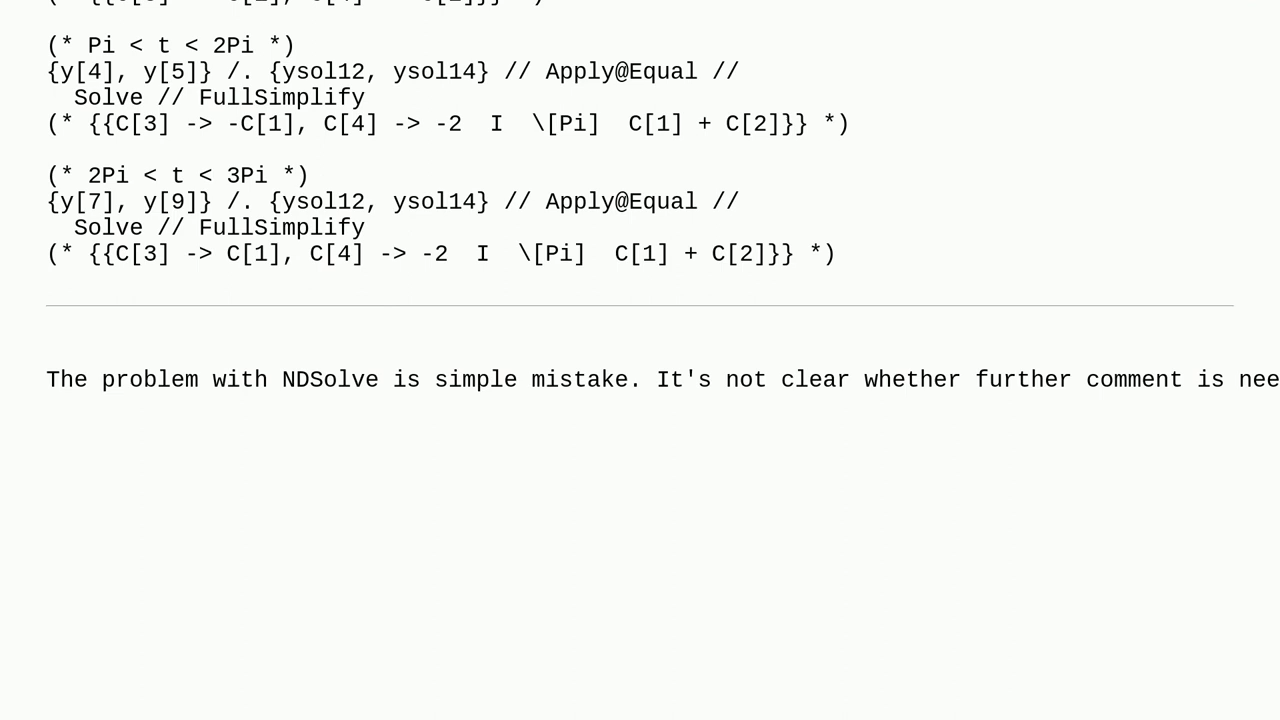 (* Pi < t < 2Pi *)
{y[4], y[5]} /. {ysol12, ysol14} // Apply@Equal //
  Solve // FullSimplify
(* {{C[3] -> -C[1], C[4] -> -2  I  \[Pi]  C[1] + C[2]}} *)
(* 2Pi < t < 3Pi *)
{y[7], y[9]} /. {ysol12, ysol14} // Apply@Equal //
  Solve // FullSimplify
(* {{C[3] -> C[1], C[4] -> -2  I  \[Pi]  C[1] + C[2]}} *)
The problem with NDSolve is simple mistake. It's not clear whether further comment is nee